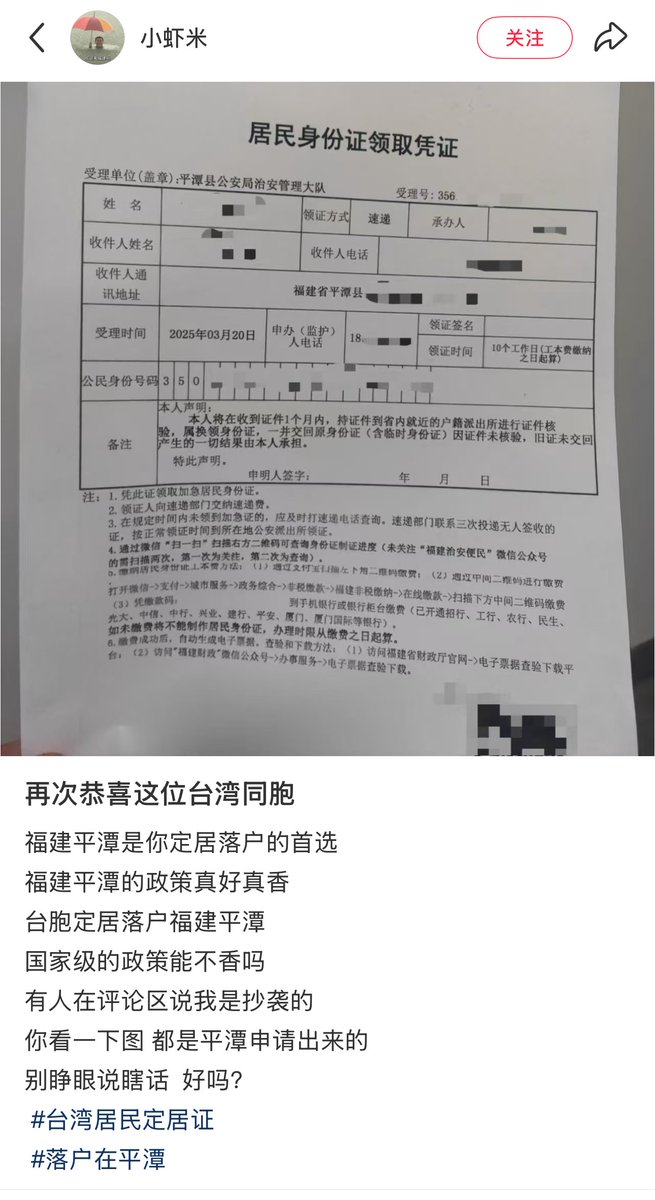 小虾米
关注
居民身份证领取凭证
受理单位(盖章):平潭县公安局治安管理大队
受理号: 356
姓 名
领证方式
速递
承办人
收件人姓名
收件人电话
收件人通讯地址
福建省平潭县
受理时间
2025年03月20日
申办（监护）人电话
18
领证签名
领证时间
10个工作日(工本费缴纳之日起算)
公民身份号码
3 5 0
备注
本人声明:
本人将在收到证件1个月内，持证件到省内就近的户籍派出所进行证件核
验，属换领身份证，一并交回原身份证（含临时身份证）因证件未核验，旧证未交回
产生的一切结果由本人承担。
特此声明。
申明人签字: 年 月 日
注: 1. 凭此证领取加急居民身份证。
2. 领证人向速递部门交纳速递费。
3. 在规定时间内未领到加急证的，应及时打速递电话查询。速递部门联系三次投递无人签收的
证，按正常领证时间到所在地公安派出所领证。
4. 通过微信“扫一扫”扫描右方二维码可查询身份证制证进度（未关注“福建治安便民”微信公众号
的需扫描两次，第一次为关注，第二次为查询）。
5. 缴纳居民身份证工本费方法:（1）通过支付宝扫描左下角二维码缴费;（2）通过中间二维码进行缴费
打开微信->支付->城市服务->政务综合->非税缴款->福建非税缴纳->在线缴款->扫描下方中间二维码缴费
（3）凭缴款码: 到手机银行或银行柜台缴费（已开通招行、工行、农行、民生、
光大、中信、中行、兴业、建行、平安、厦门、厦门国际等银行）。
如未缴费将不能制作居民身份证，办理时限从缴费之日起算。
6. 缴费成功后，自动生成电子票据。查验和下载方法:（1）访问福建省财政厅官网->电子票据查验下载平
台;（2）访问"福建财政"微信公众号->办事服务->电子票据查验下载。
再次恭喜这位台湾同胞
福建平潭是你定居落户的首选
福建平潭的政策真好真香
台胞定居落户福建平潭
国家级的政策能不香吗
有人在评论区说我是抄袭的
你看一下图 都是平潭申请出来的
别睁眼说瞎话 好吗?
#台湾居民定居证
#落户在平潭